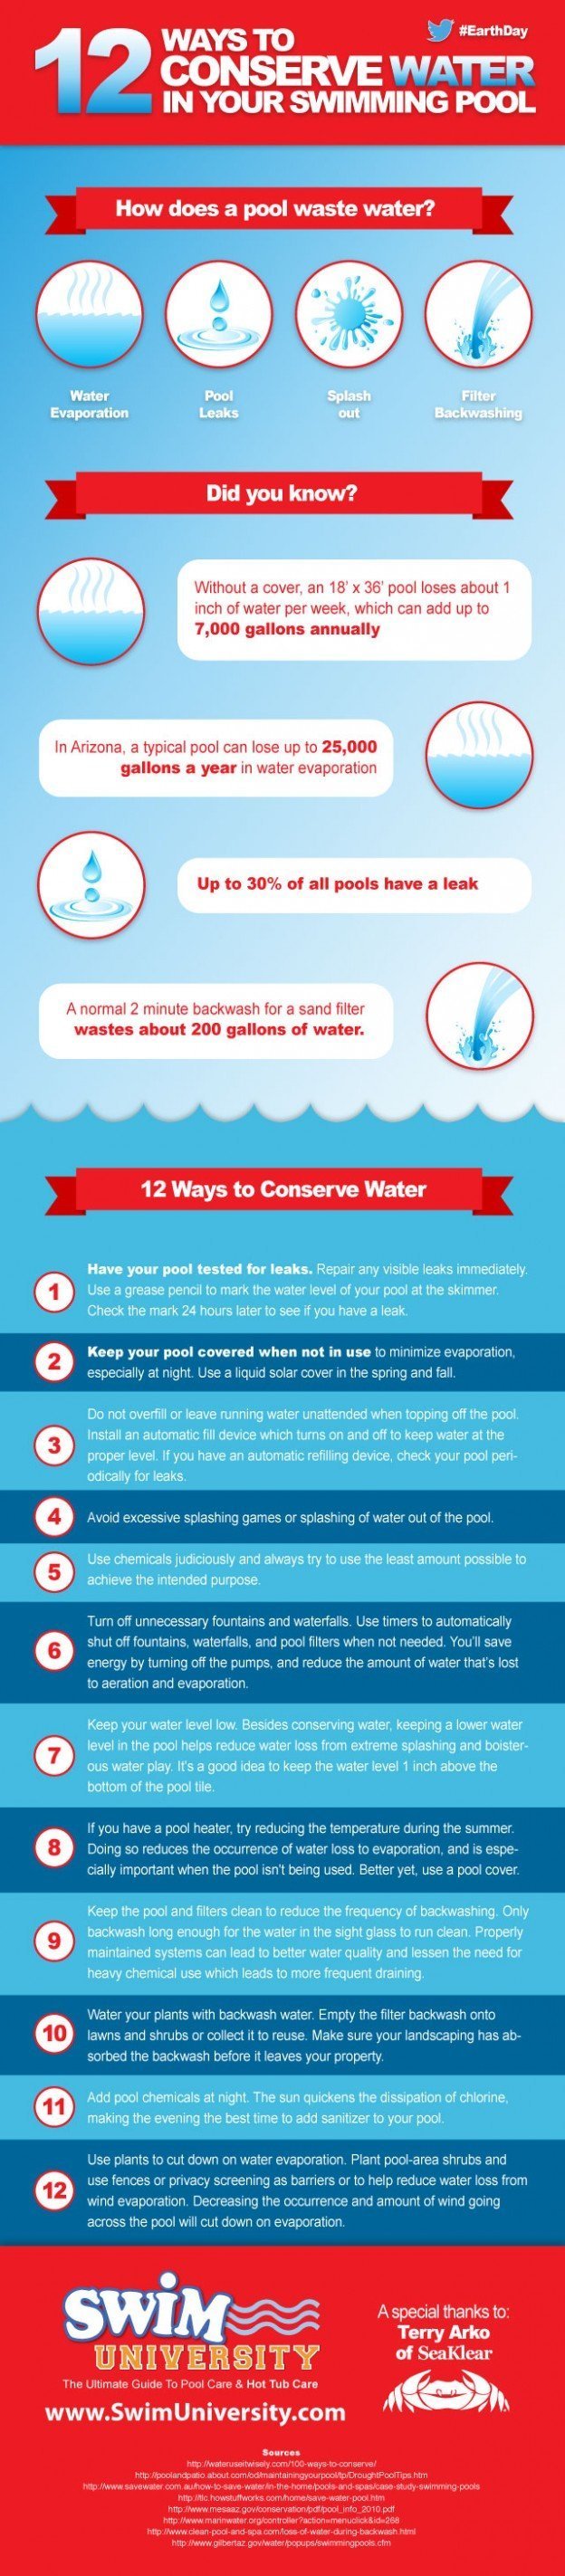 12 WAYS TO
CONSERVE WATER
IN YOUR SWIMMING POOL
#EarthDay
How does a pool waste water?
Water
Evaporation
Pool
Leaks
Splash
out
Filter
Backwashing
Did you know?
Without a cover, an 18' x 36' pool loses about 1
inch of water per week, which can add up to
7,000 gallons annually
In Arizona, a typical pool can lose up to 25,000
gallons a year in water evaporation
Up to 30% of all pools have a leak
A normal 2 minute backwash for a sand filter
wastes about 200 gallons of water.
12 Ways to Conserve Water
1
Have your pool tested for leaks. Repair any visible leaks immediately.
Use a grease pencil to mark the water level of your pool at the skimmer.
Check the mark 24 hours later to see if you have a leak.
2
Keep your pool covered when not in use to minimize evaporation,
especially at night. Use a liquid solar cover in the spring and fall.
3
Do not overfill or leave running water unattended when topping off the pool.
Install an automatic fill device which turns on and off to keep water at the
proper level. If you have an automatic refilling device, check your pool peri-
odically for leaks.
4
Avoid excessive splashing games or splashing of water out of the pool.
5
Use chemicals judiciously and always try to use the least amount possible to
achieve the intended purpose.
6
Turn off unnecessary fountains and waterfalls. Use timers to automatically
shut off fountains, waterfalls, and pool filters when not needed. You'll save
energy by turning off the pumps, and reduce the amount of water that's lost
to aeration and evaporation.
7
Keep your water level low. Besides conserving water, keeping a lower water
level in the pool helps reduce water loss from extreme splashing and boister-
ous water play. It's a good idea to keep the water level 1 inch above the
bottom of the pool tile.
8
If you have a pool heater, try reducing the temperature during the summer.
Doing so reduces the occurrence of water loss to evaporation, and is espe-
cially important when the pool isn't being used. Better yet, use a pool cover.
9
Keep the pool and filters clean to reduce the frequency of backwashing. Only
backwash long enough for the water in the sight glass to run clean. Properly
maintained systems can lead to better water quality and lessen the need for
heavy chemical use which leads to more frequent draining.
10
Water your plants with backwash water. Empty the filter backwash onto
lawns and shrubs or collect it to reuse. Make sure your landscaping has ab-
sorbed the backwash before it leaves your property.
11
Add pool chemicals at night. The sun quickens the dissipation of chlorine,
making the evening the best time to add sanitizer to your pool.
12
Use plants to cut down on water evaporation. Plant pool-area shrubs and
use fences or privacy screening as barriers or to help reduce water loss from
wind evaporation. Decreasing the occurrence and amount of wind going
across the pool will cut down on evaporation.
SWiM
UNIVERSITY
The Ultimate Guide To Pool Care & Hot Tub Care
www.SwimUniversity.com
A special thanks to:
Terry Arko
of SeaKlear
Sources
http://wateruseitwisely.com/100-ways-to-conserve/
http://poolandpatio.about.com/od/maintainingyourpool/tp/DroughtPoolTips.htm
http://www.savewater.com.au/how-to-save-water/in-the-home/pools-and-spas/case-study-swimming-pools
http://tlc.howstuffworks.com/home/save-water-pool.htm
http://www.mesaaz.gov/conservation/pdf/pool_info_2010.pdf
http://www.marinwater.org/controller?action=menuclick&id=268
http://www.clean-pool-and-spa.com/loss-of-water-during-backwash.html
http://www.gilbertaz.gov/water/popups/swimmingpools.cfm